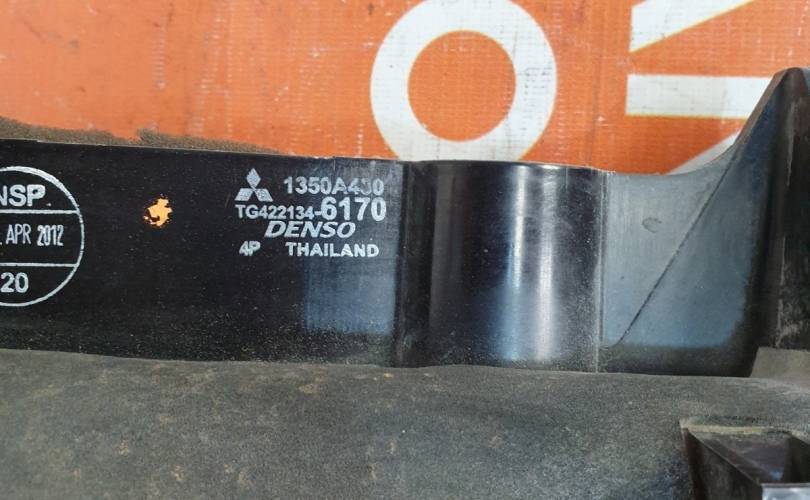 NSP
APR 2012
20
1350A430
TG422134-6170
DENSO
4P THAILAND